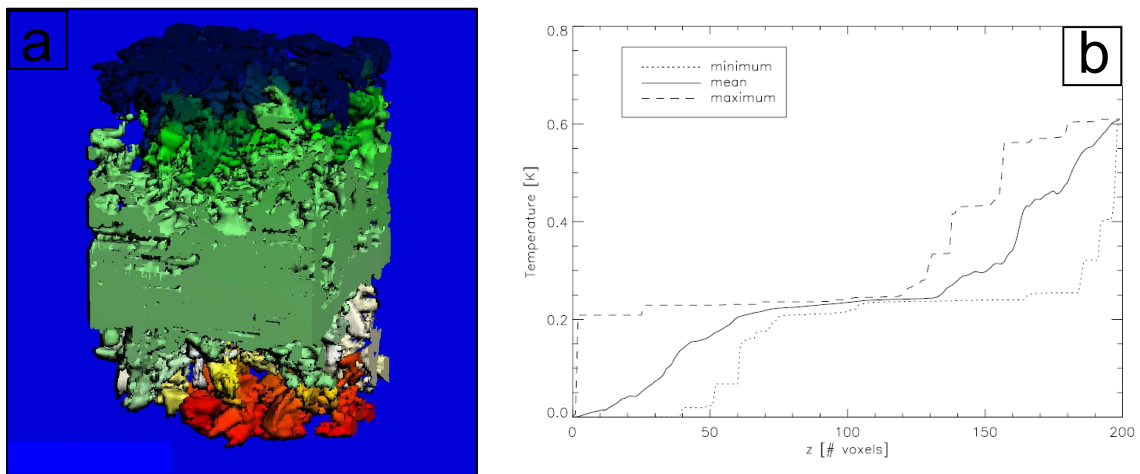 a
b
0.8
0.6
0.4
0.2
0.0
Temperature [K]
minimum
mean
maximum
0
50
100
150
200
z [# voxels]